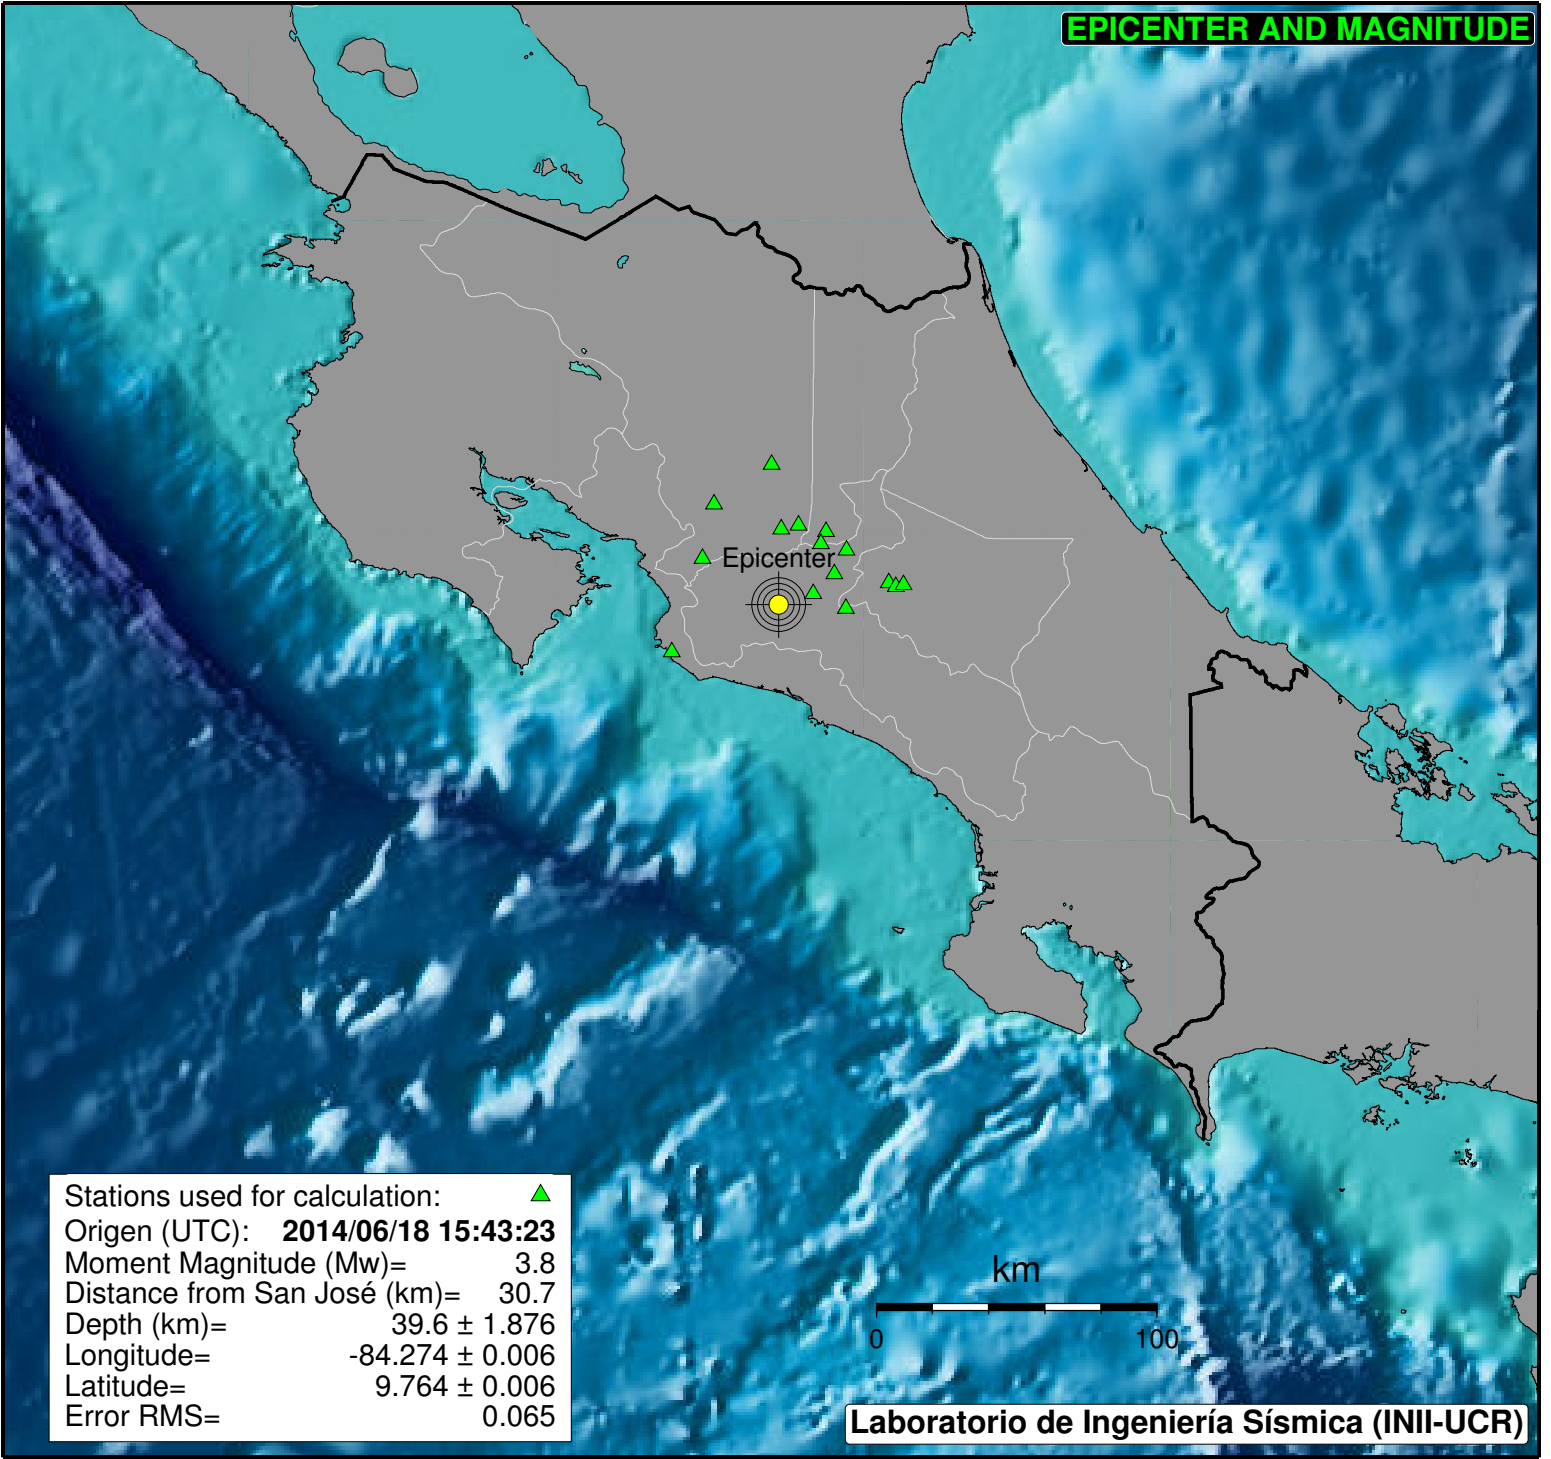 EPICENTER AND MAGNITUDE
Epicenter
Stations used for calculation:
Origen (UTC): 2014/06/18 15:43:23
Moment Magnitude (Mw)= 3.8
Distance from San José (km)= 30.7
Depth (km)= 39.6 ± 1.876
Longitude= -84.274 ± 0.006
Latitude= 9.764 ± 0.006
Error RMS= 0.065
km
0 100
Laboratorio de Ingeniería Sísmica (INII-UCR)